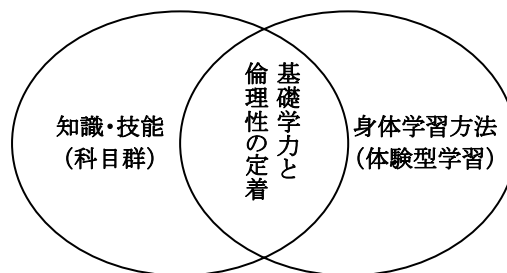 知識・技能
（科目群）
基礎学力と
倫理性の定着
身体学習方法
（体験型学習）